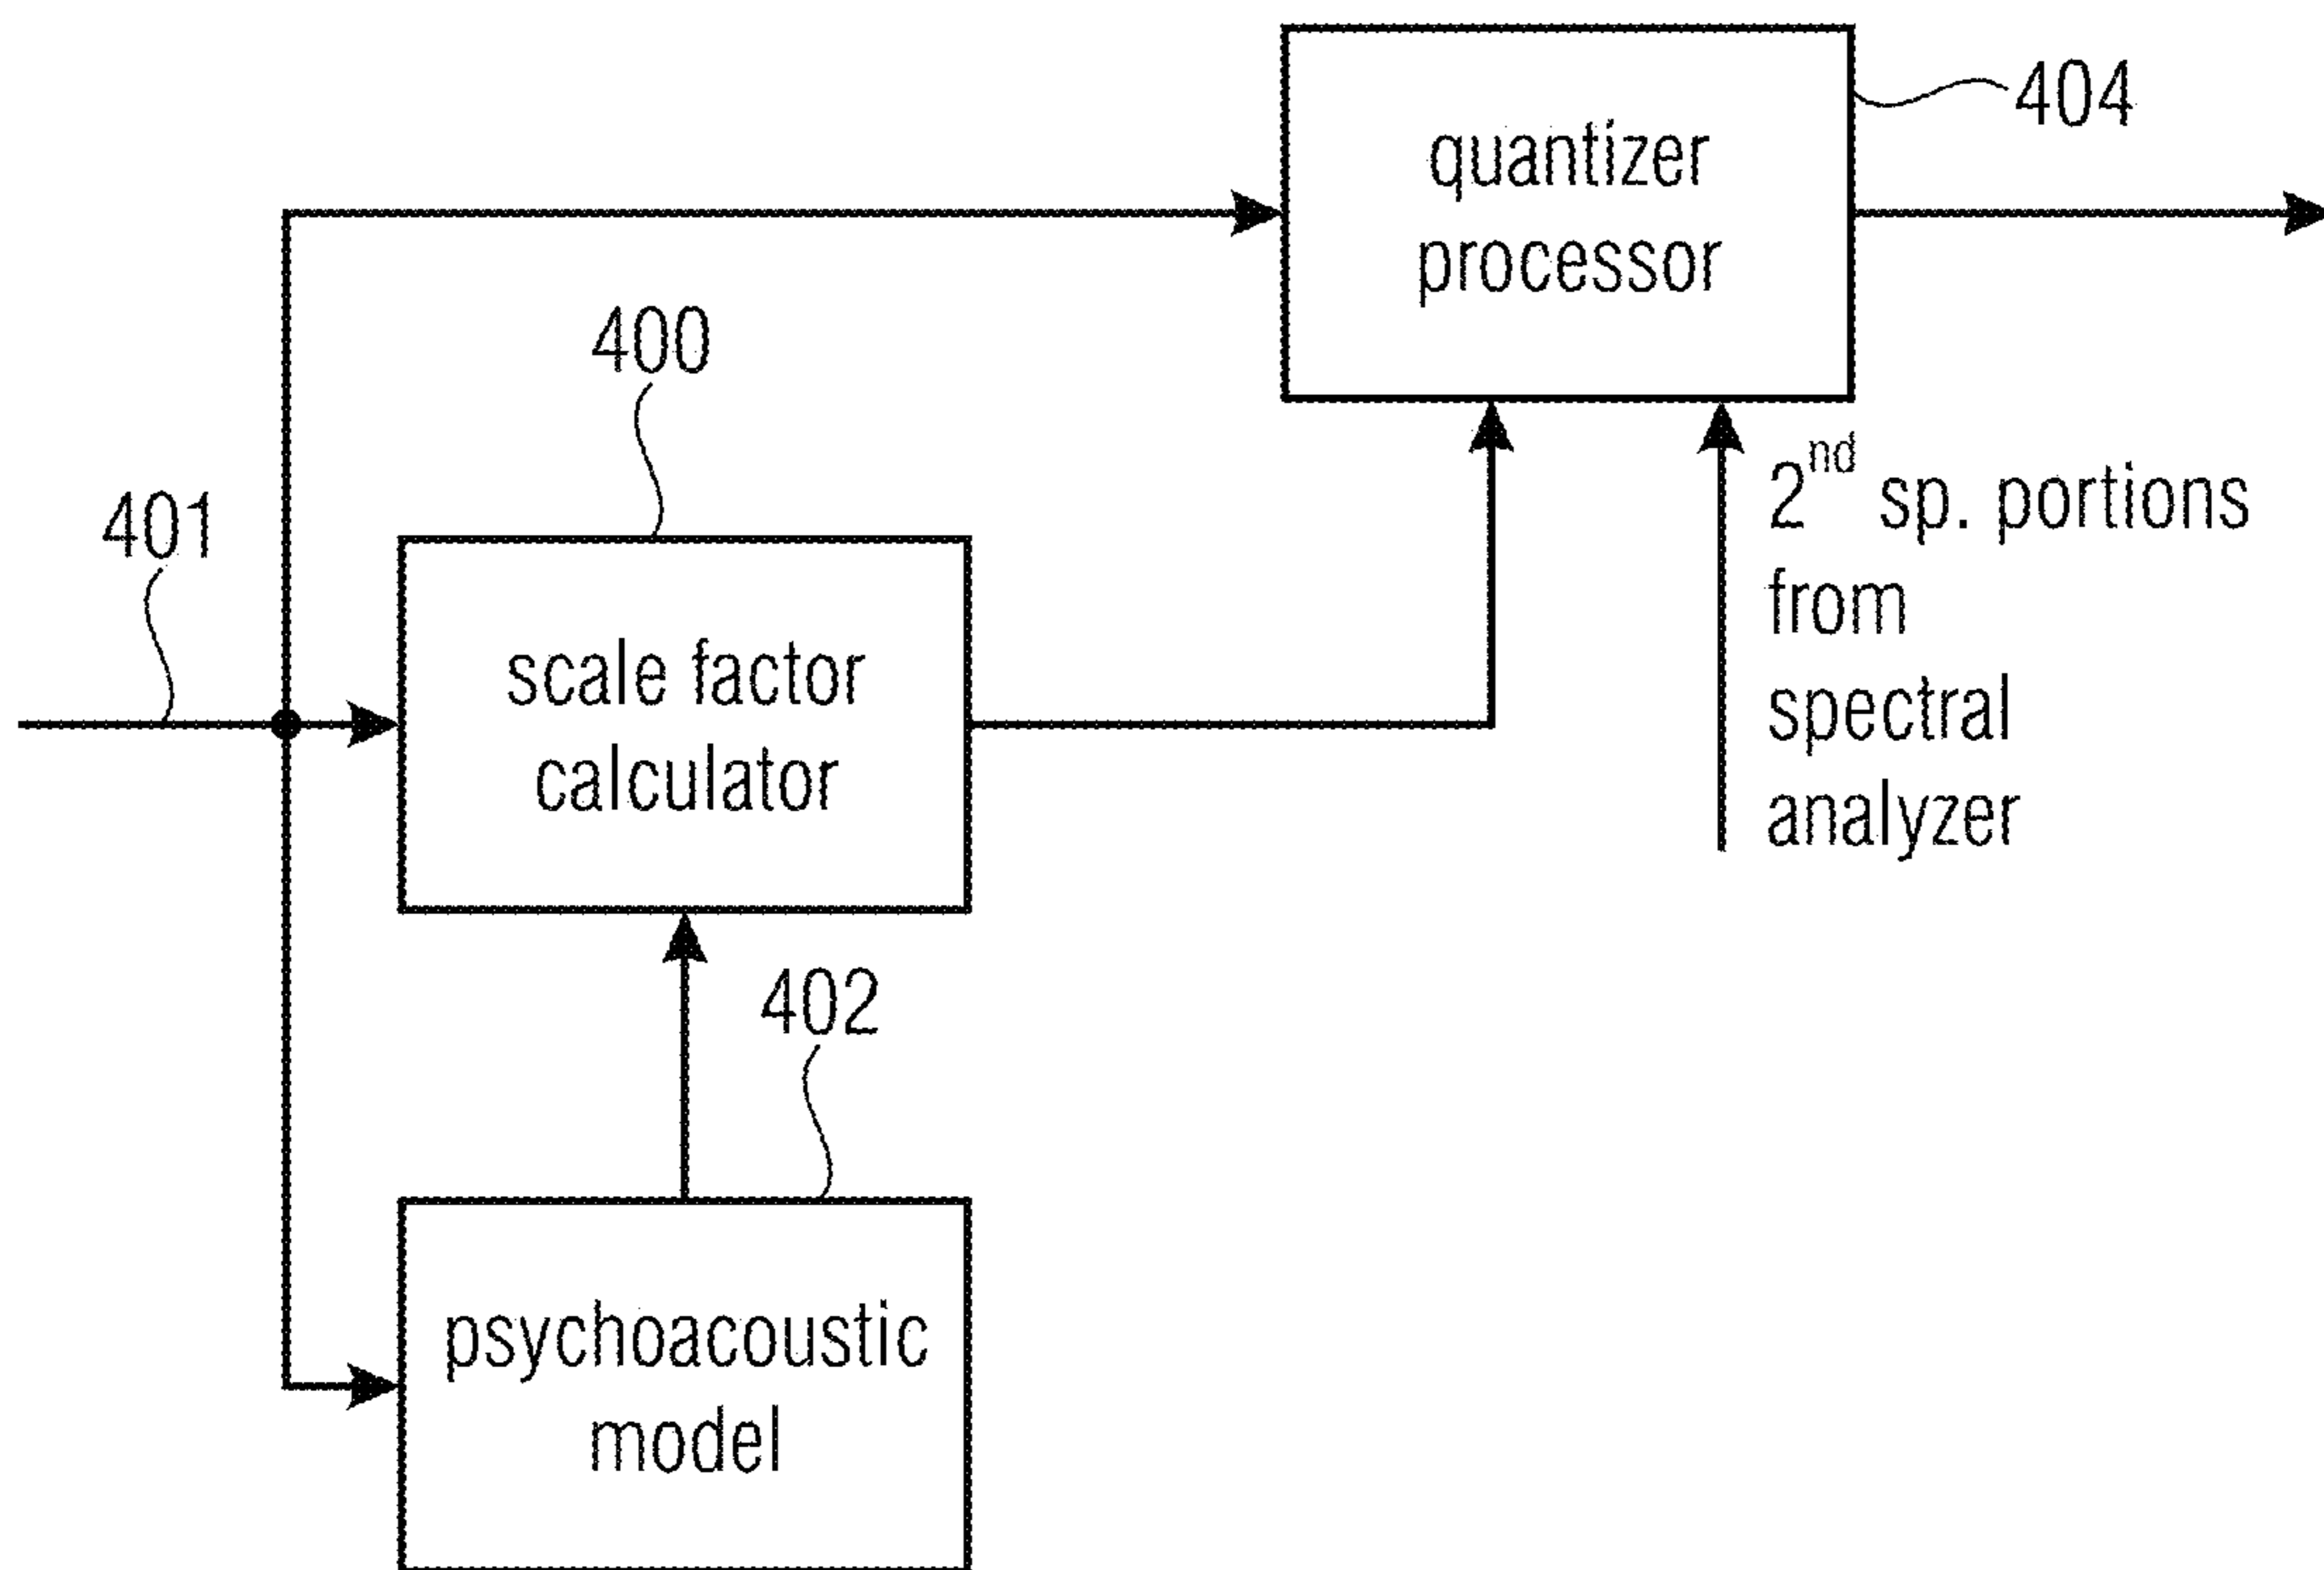 quantizer
processor
404
400
401
scale factor
calculator
2nd sp. portions
from
spectral
analyzer
402
psychoacoustic
model